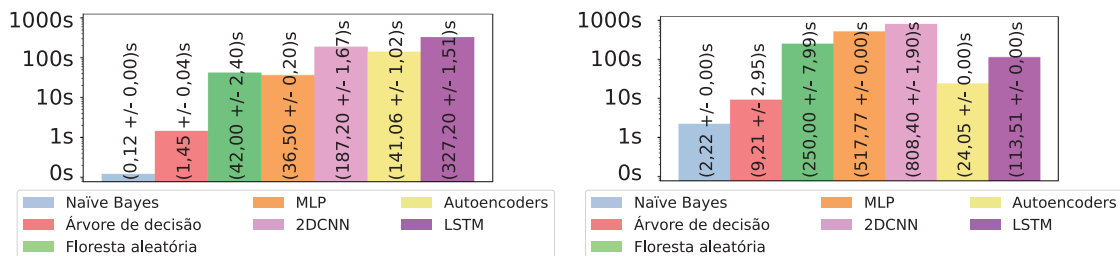 1000s
100s
10s
1s
0s
(0,12 +/- 0,00)s
(1,45 +/- 0,04)s
(42,00 +/- 2,40)s
(36,50 +/- 0,20)s
(187,20 +/- 1,67)s
(141,06 +/- 1,02)s
(327,20 +/- 1,51)s
Naïve Bayes
Árvore de decisão
Floresta aleatória
MLP
2DCNN
Autoencoders
LSTM
1000s
100s
10s
1s
0s
(2,22 +/- 0,00)s
(9,21 +/- 2,95)s
(250,00 +/- 7,99)s
(517,77 +/- 0,00)s
(808,40 +/- 1,90)s
(24,05 +/- 0,00)s
(113,51 +/- 0,00)s
Naïve Bayes
Árvore de decisão
Floresta aleatória
MLP
2DCNN
Autoencoders
LSTM